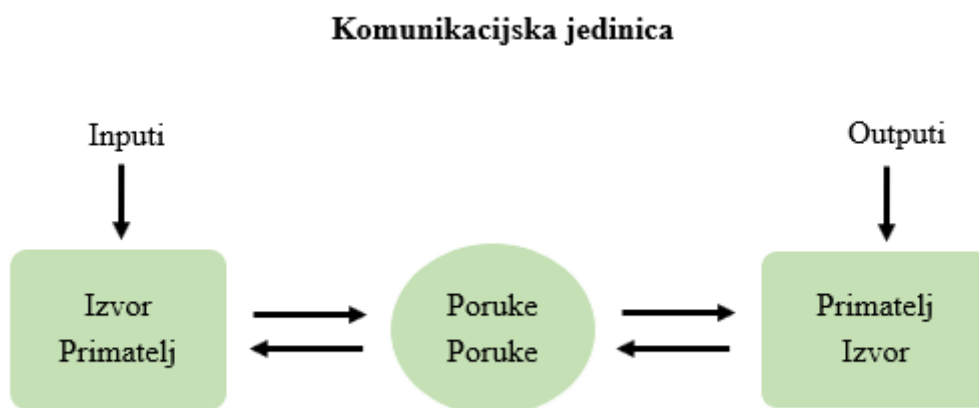 Komunikacijska jedinica
Inputi
Outputi
Izvor
Primatelj
Poruke
Poruke
Primatelj
Izvor